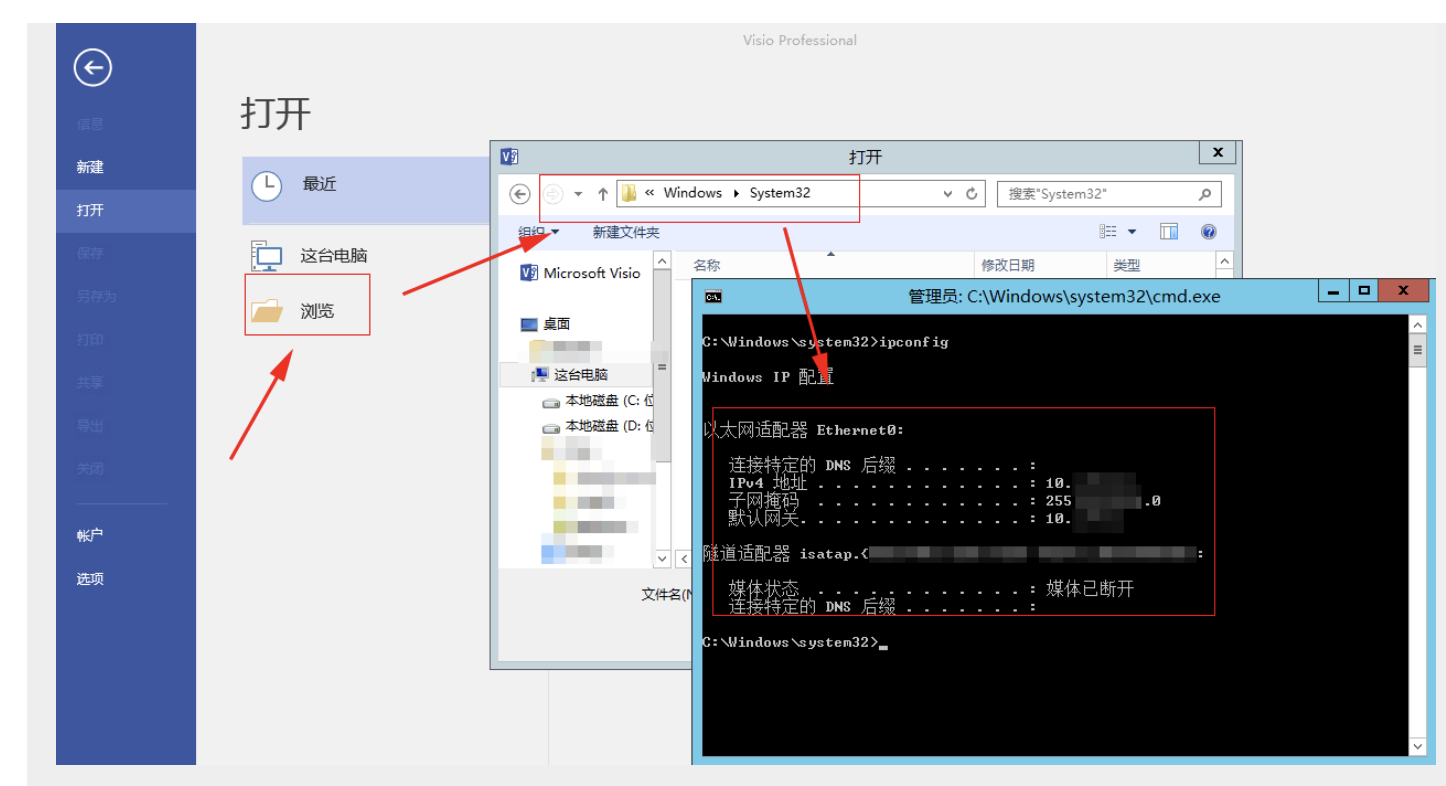 Visio Professional
打开
信息
新建
打开
保存
另存为
打印
共享
导出
关闭
帐户
选项
最近
这台电脑
浏览
打开
« Windows ▸ System32
搜索"System32"
组织 新建文件夹
名称 修改日期 类型
Microsoft Visio
桌面
这台电脑
本地磁盘 (C: 位
本地磁盘 (D: 位
文件名(N
管理员: C:\Windows\system32\cmd.exe
C:\Windows\system32>ipconfig
Windows IP 配置
以太网适配器 Ethernet0:
连接特定的 DNS 后缀 . . . . . . . :
IPv4 地址 . . . . . . . . . . . . : 10.
子网掩码 . . . . . . . . . . . . : 255 .0
默认网关. . . . . . . . . . . . . : 10.
隧道适配器 isatap.{ :
媒体状态 . . . . . . . . . . . . : 媒体已断开
连接特定的 DNS 后缀 . . . . . . . :
C:\Windows\system32>